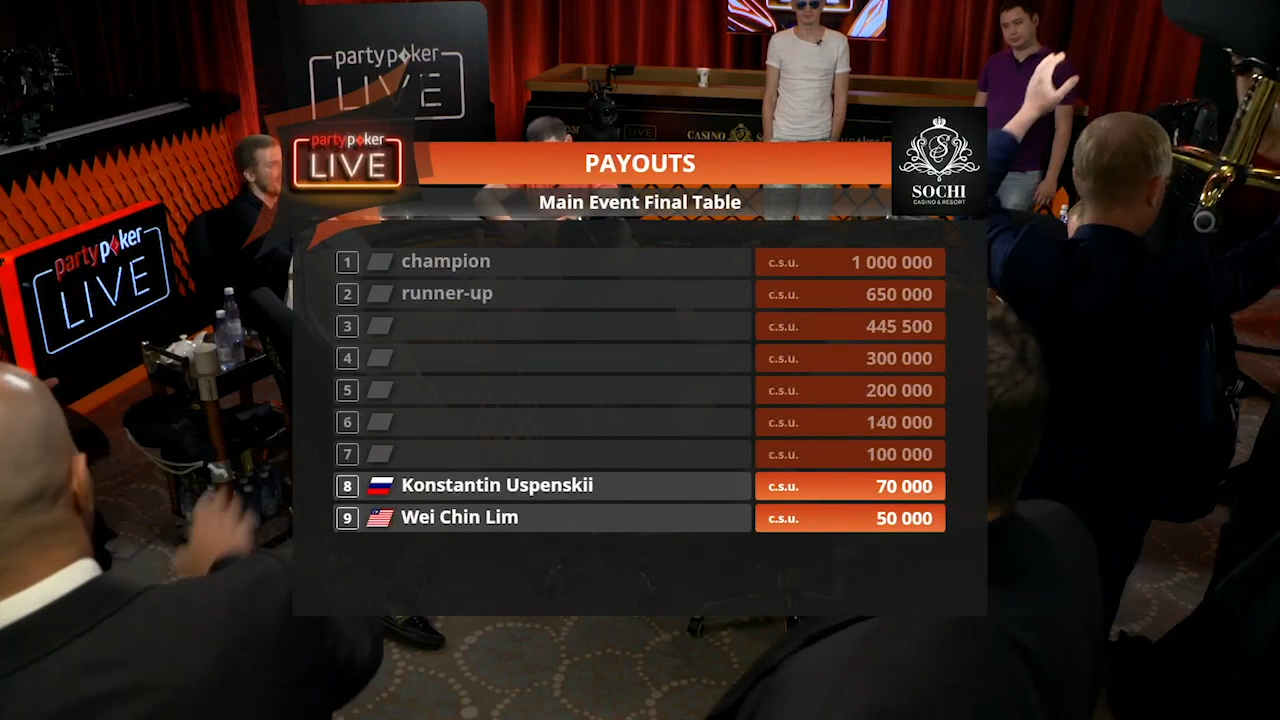 partypoker
LIVE
partypoker
LIVE
PAYOUTS
Main Event Final Table
SOCHI
CASINO & RESORT
partypoker
LIVE
LIVE
CASINO
1 champion c.s.u. 1 000 000
2 runner-up c.s.u. 650 000
3 c.s.u. 445 500
4 c.s.u. 300 000
5 c.s.u. 200 000
6 c.s.u. 140 000
7 c.s.u. 100 000
8 Konstantin Uspenskii c.s.u. 70 000
9 Wei Chin Lim c.s.u. 50 000